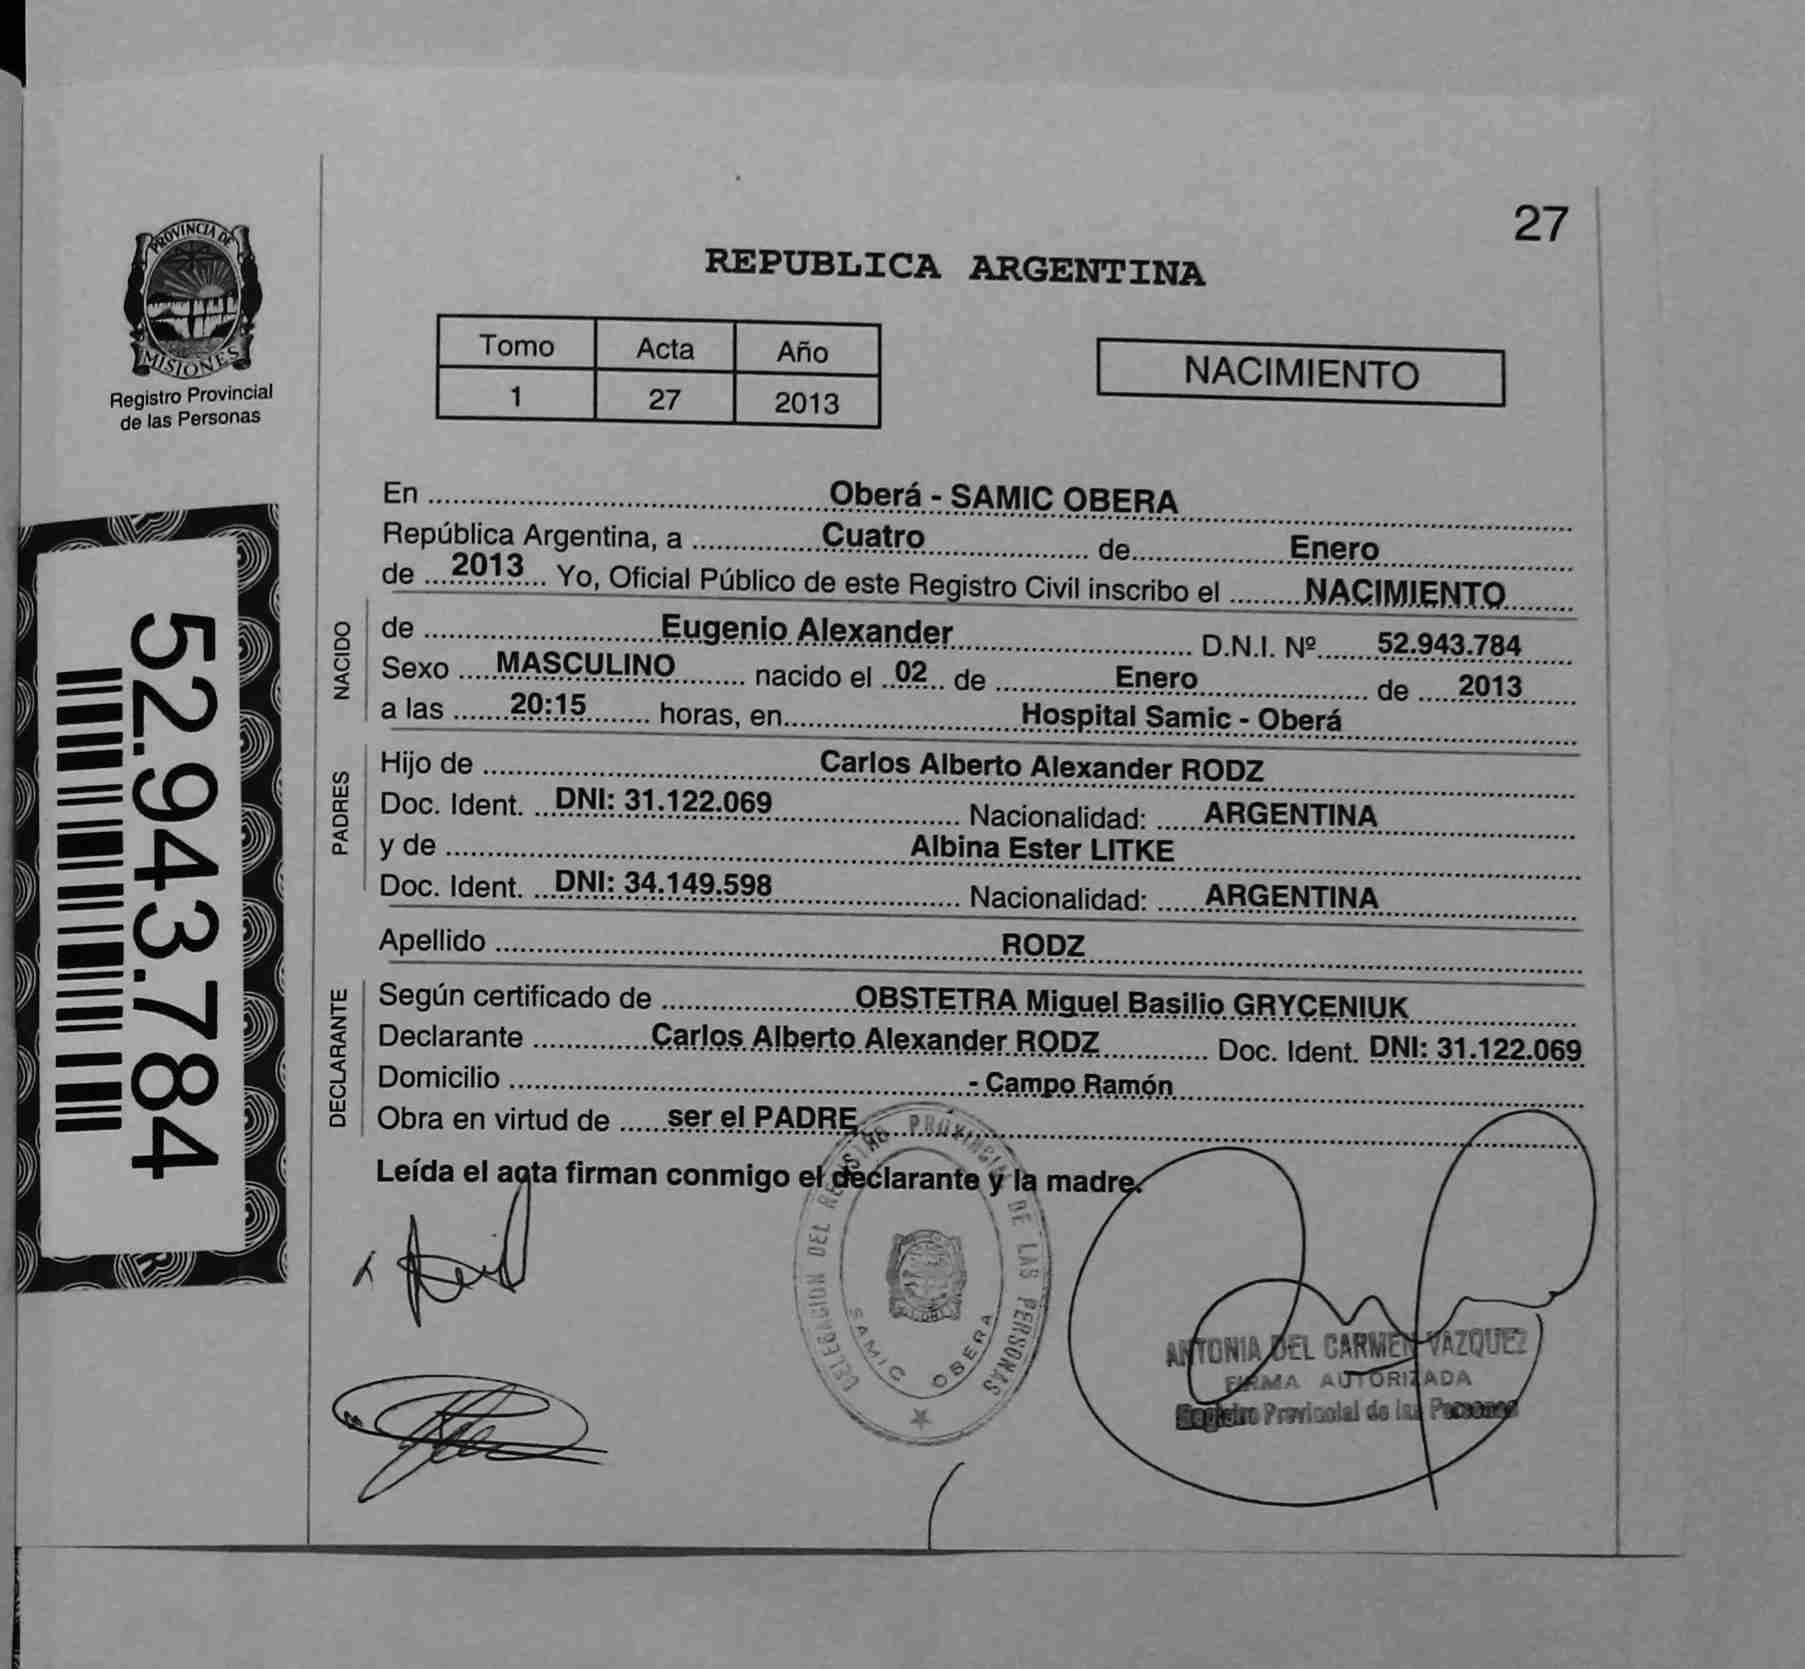 27
PROVINCIA DE
MISIONES
Registro Provincial
de las Personas
REPUBLICA ARGENTINA
Tomo Acta Año
1 27 2013
NACIMIENTO
52.943.784
En Oberá - SAMIC OBERA
República Argentina, a Cuatro de Enero
de 2013 Yo, Oficial Público de este Registro Civil inscribo el NACIMIENTO
NACIDO
de Eugenio Alexander D.N.I. Nº 52.943.784
Sexo MASCULINO nacido el 02 de Enero de 2013
a las 20:15 horas, en Hospital Samic - Oberá
PADRES
Hijo de Carlos Alberto Alexander RODZ
Doc. Ident. DNI: 31.122.069 Nacionalidad: ARGENTINA
y de Albina Ester LITKE
Doc. Ident. DNI: 34.149.598 Nacionalidad: ARGENTINA
Apellido RODZ
DECLARANTE
Según certificado de OBSTETRA Miguel Basilio GRYCENIUK
Declarante Carlos Alberto Alexander RODZ Doc. Ident. DNI: 31.122.069
Domicilio - Campo Ramón
Obra en virtud de ser el PADRE
Leída el acta firman conmigo el declarante y la madre.
DELEGACION DEL REGISTRO PROVINCIAL DE LAS PERSONAS
SAMIC OBERA
ANTONIA DEL CARMEN VAZQUEZ
FIRMA AUTORIZADA
Registro Provincial de las Personas